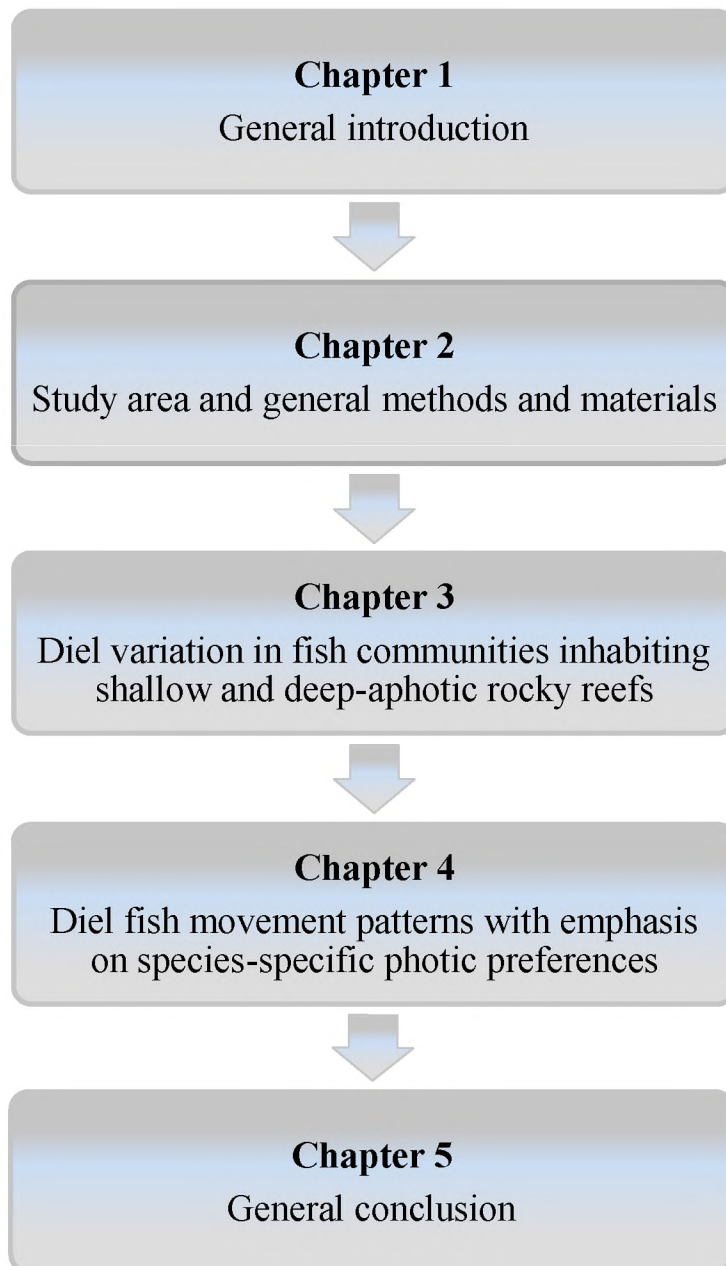 Chapter 1
General introduction
Chapter 2
Study area and general methods and materials
Chapter 3
Diel variation in fish communities inhabiting
shallow and deep-aphotic rocky reefs
Chapter 4
Diel fish movement patterns with emphasis
on species-specific photic preferences
Chapter 5
General conclusion